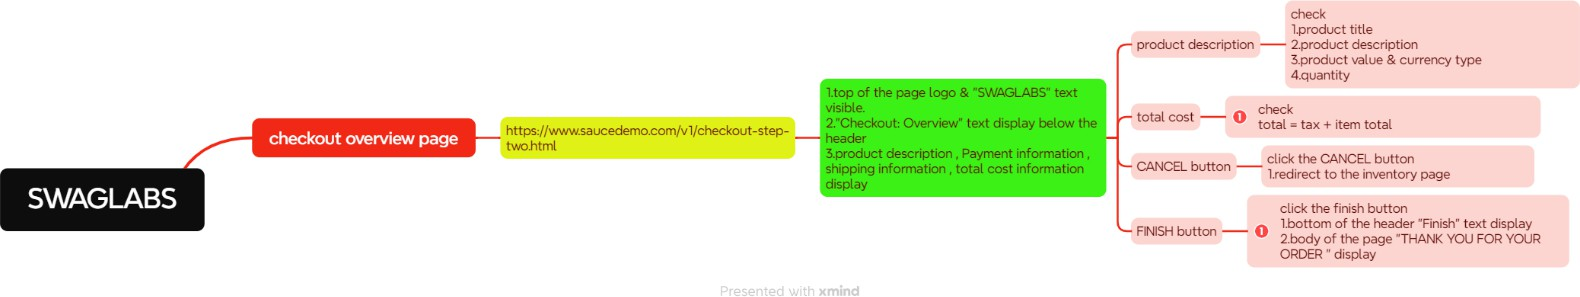 SWAGLABS
checkout overview page
https://www.saucedemo.com/v1/checkout-step-
two.html
1.top of the page logo & "SWAGLABS" text
visible.
2."Checkout: Overview" text display below the
header
3.product description , Payment information ,
shipping information , total cost information
display
product description
check
1.product title
2.product description
3.product value & currency type
4.quantity
total cost
1
check
total = tax + item total
CANCEL button
click the CANCEL button
1.redirect to the inventory page
FINISH button
1
click the finish button
1.bottom of the header "Finish" text display
2.body of the page "THANK YOU FOR YOUR
ORDER " display
Presented with xmind